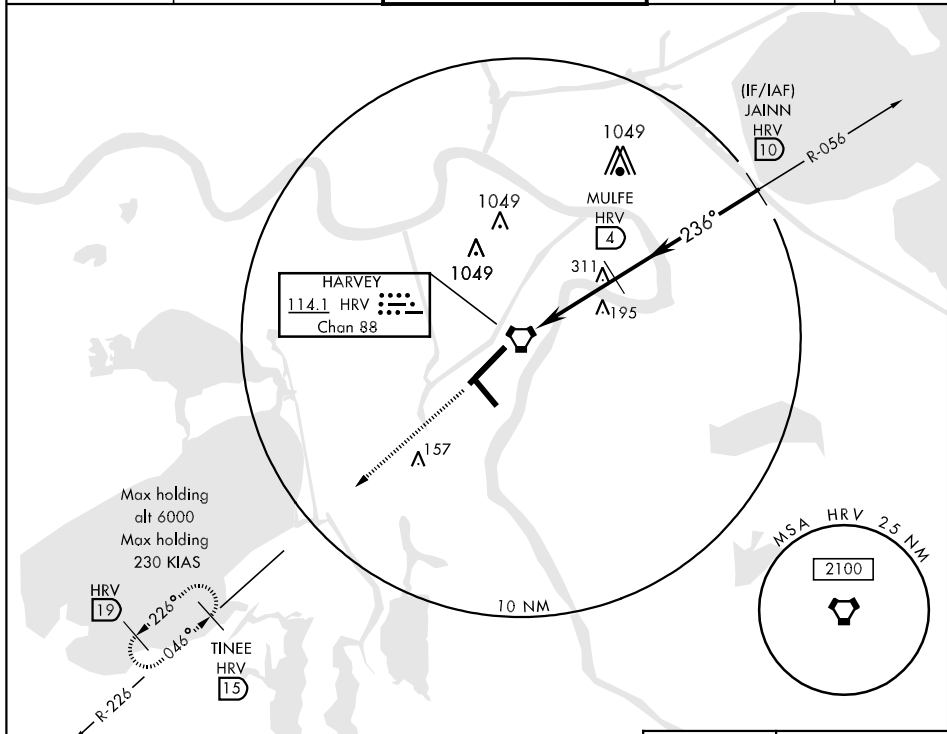 (IF/IAF)
JAINN
HRV
10
R-056
1049
MULFE
HRV
4
236°
1049
1049
311
195
HARVEY
114.1 HRV
Chan 88
157
Max holding
alt 6000
Max holding
230 KIAS
HRV
19
226°
046°
TINEE
HRV
15
R-226
10 NM
MSA HRV 25 NM
2100